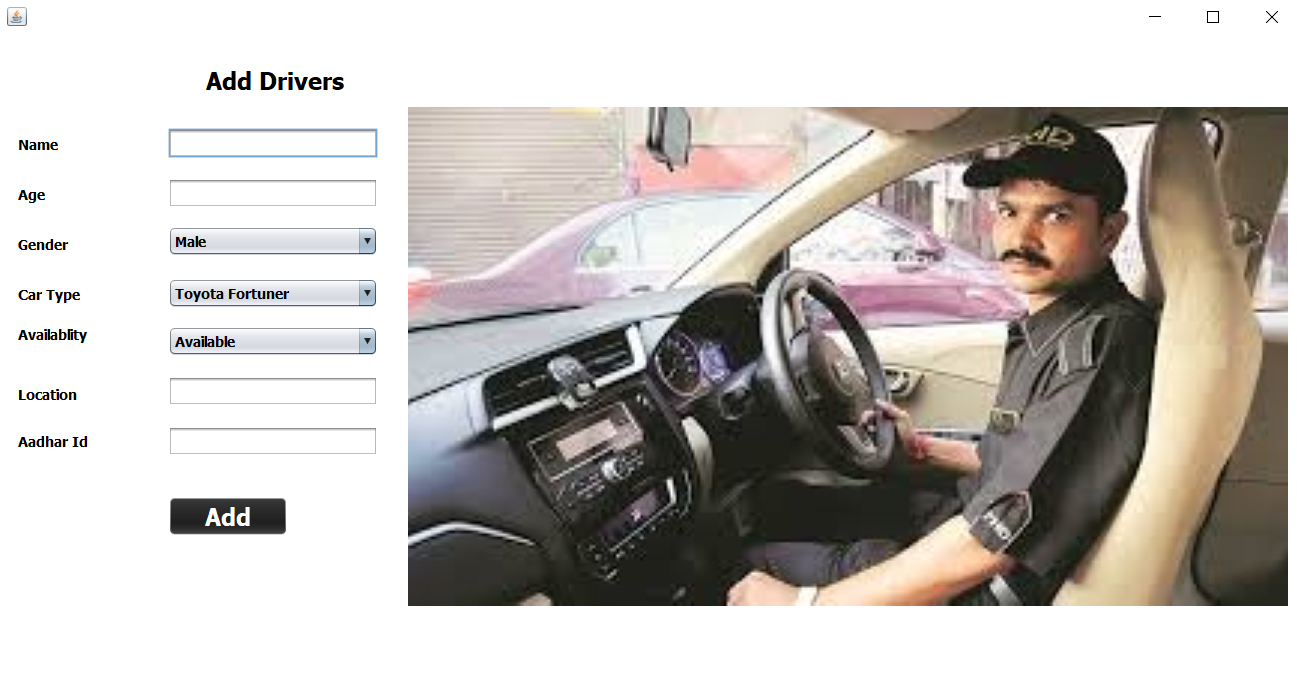 Add Drivers
Name
Age
Gender
Male
Car Type
Toyota Fortuner
Availablity
Available
Location
Aadhar Id
Add